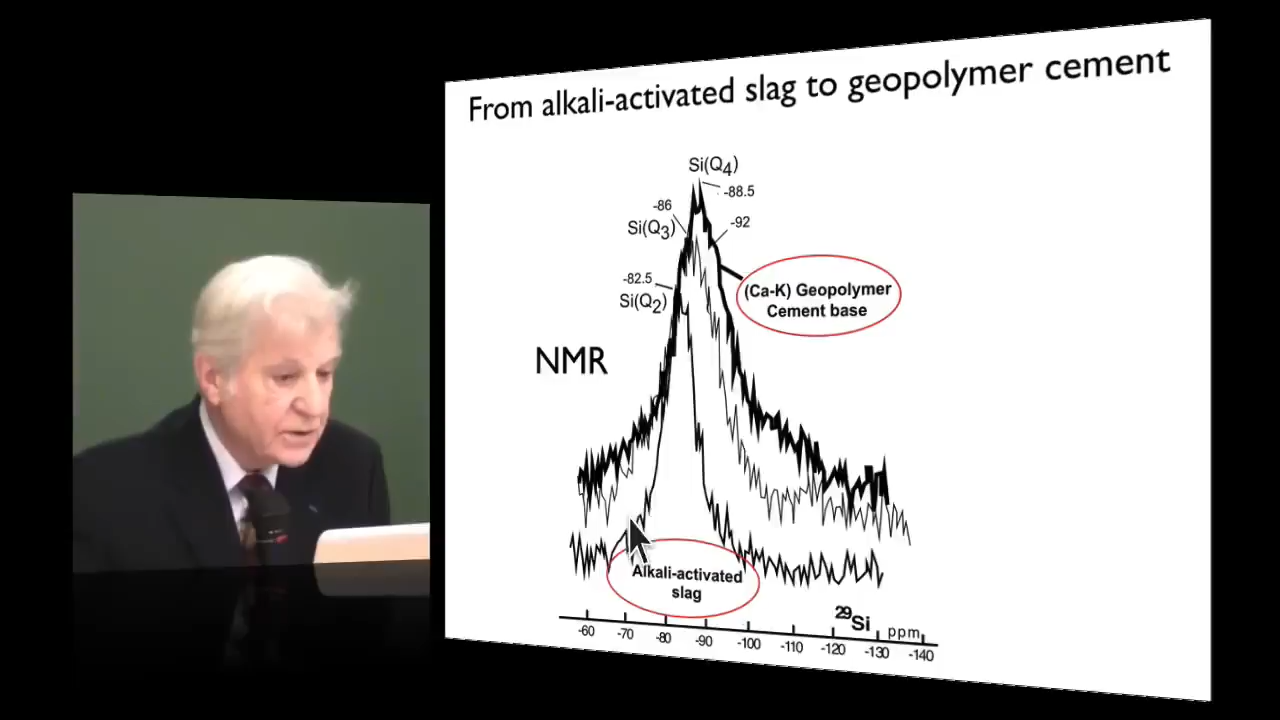 From alkali-activated slag to geopolymer cement
Si(Q4)
-88.5
-86
Si(Q3)
-92
-82.5
Si(Q2)
(Ca-K) Geopolymer
Cement base
NMR
Alkali-activated
slag
29Si ppm
-60 -70 -80 -90 -100 -110 -120 -130 -140